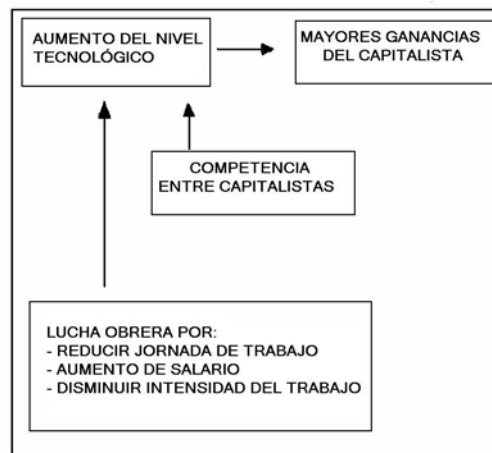 AUMENTO DEL NIVEL
TECNOLÓGICO
MAYORES GANANCIAS
DEL CAPITALISTA
COMPETENCIA
ENTRE CAPITALISTAS
LUCHA OBRERA POR:
- REDUCIR JORNADA DE TRABAJO
- AUMENTO DE SALARIO
- DISMINUIR INTENSIDAD DEL TRABAJO